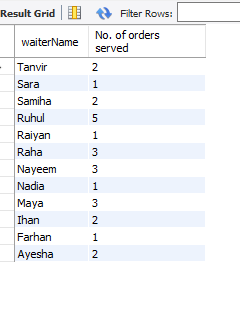 Result Grid Filter Rows:
waiterName No. of orders
served
Tanvir 2
Sara 1
Samiha 2
Ruhul 5
Raiyan 1
Raha 3
Nayeem 3
Nadia 1
Maya 3
Ihan 2
Farhan 1
Ayesha 2